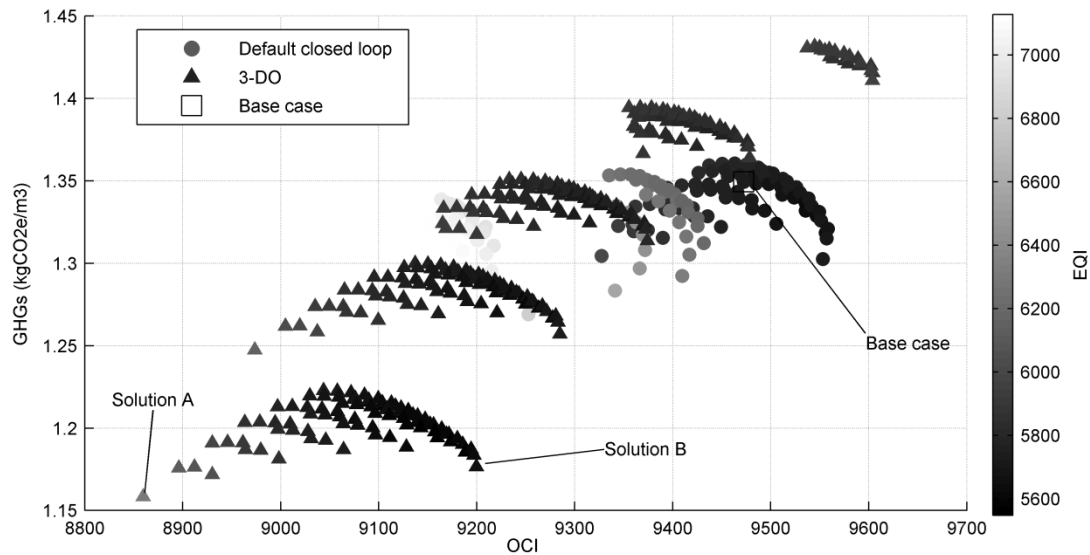 1.45
1.4
1.35
1.3
1.25
1.2
1.15
GHGs (kgCO2e/m3)
Default closed loop
3-DO
Base case
Base case
Solution A
Solution B
8800 8900 9000 9100 9200 9300 9400 9500 9600 9700
OCI
7000
6800
6600
6400
6200
6000
5800
5600
EQI